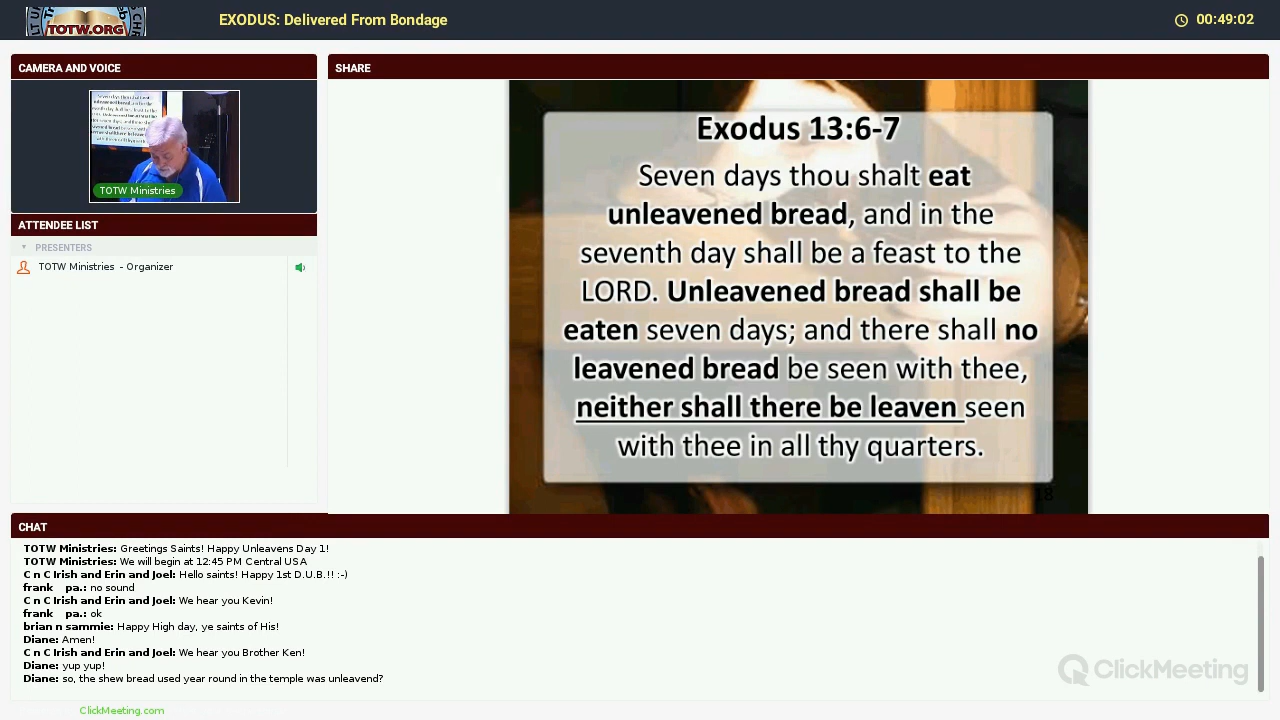 TOTW.ORG
EXODUS: Delivered From Bondage
00:49:02
CAMERA AND VOICE
TOTW Ministries
ATTENDEE LIST
PRESENTERS
TOTW Ministries - Organizer
SHARE
Exodus 13:6-7
Seven days thou shalt eat
unleavened bread, and in the
seventh day shall be a feast to the
LORD. Unleavened bread shall be
eaten seven days; and there shall no
leavened bread be seen with thee,
neither shall there be leaven seen
with thee in all thy quarters.
18
CHAT
TOTW Ministries: Greetings Saints! Happy Unleavens Day 1!
TOTW Ministries: We will begin at 12:45 PM Central USA
C n C Irish and Erin and Joel: Hello saints! Happy 1st D.U.B.!! :-)
frank pa.: no sound
C n C Irish and Erin and Joel: We hear you Kevin!
frank pa.: ok
brian n sammie: Happy High day, ye saints of His!
Diane: Amen!
C n C Irish and Erin and Joel: We hear you Brother Ken!
Diane: yup yup!
Diane: so, the shew bread used year round in the temple was unleavend?
ClickMeeting
ClickMeeting.com